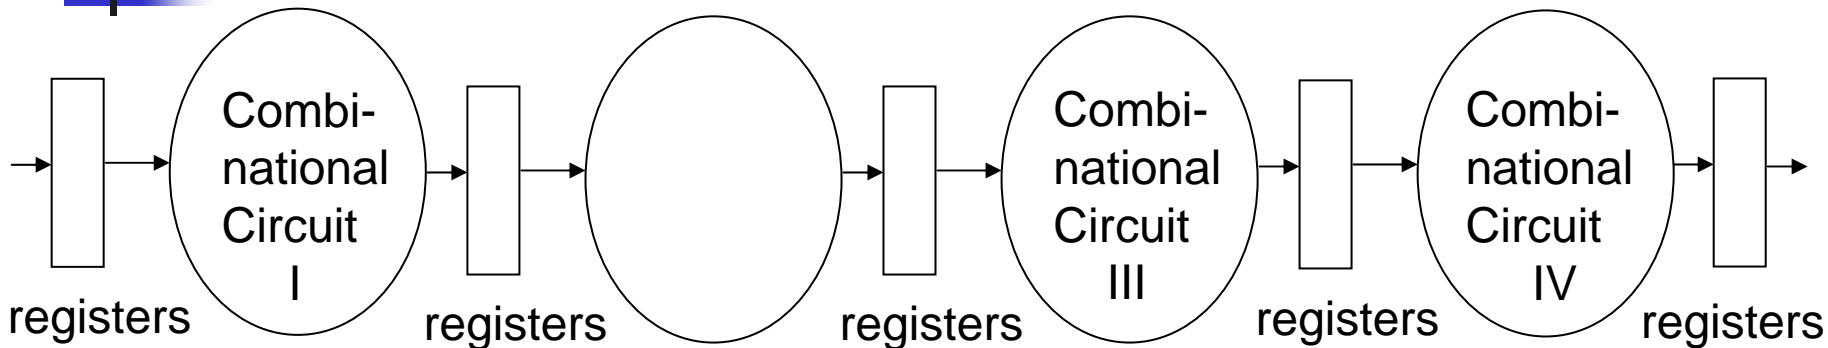 Combi-
national
Circuit
I
Combi-
national
Circuit
III
Combi-
national
Circuit
IV
registers
registers
registers
registers
registers